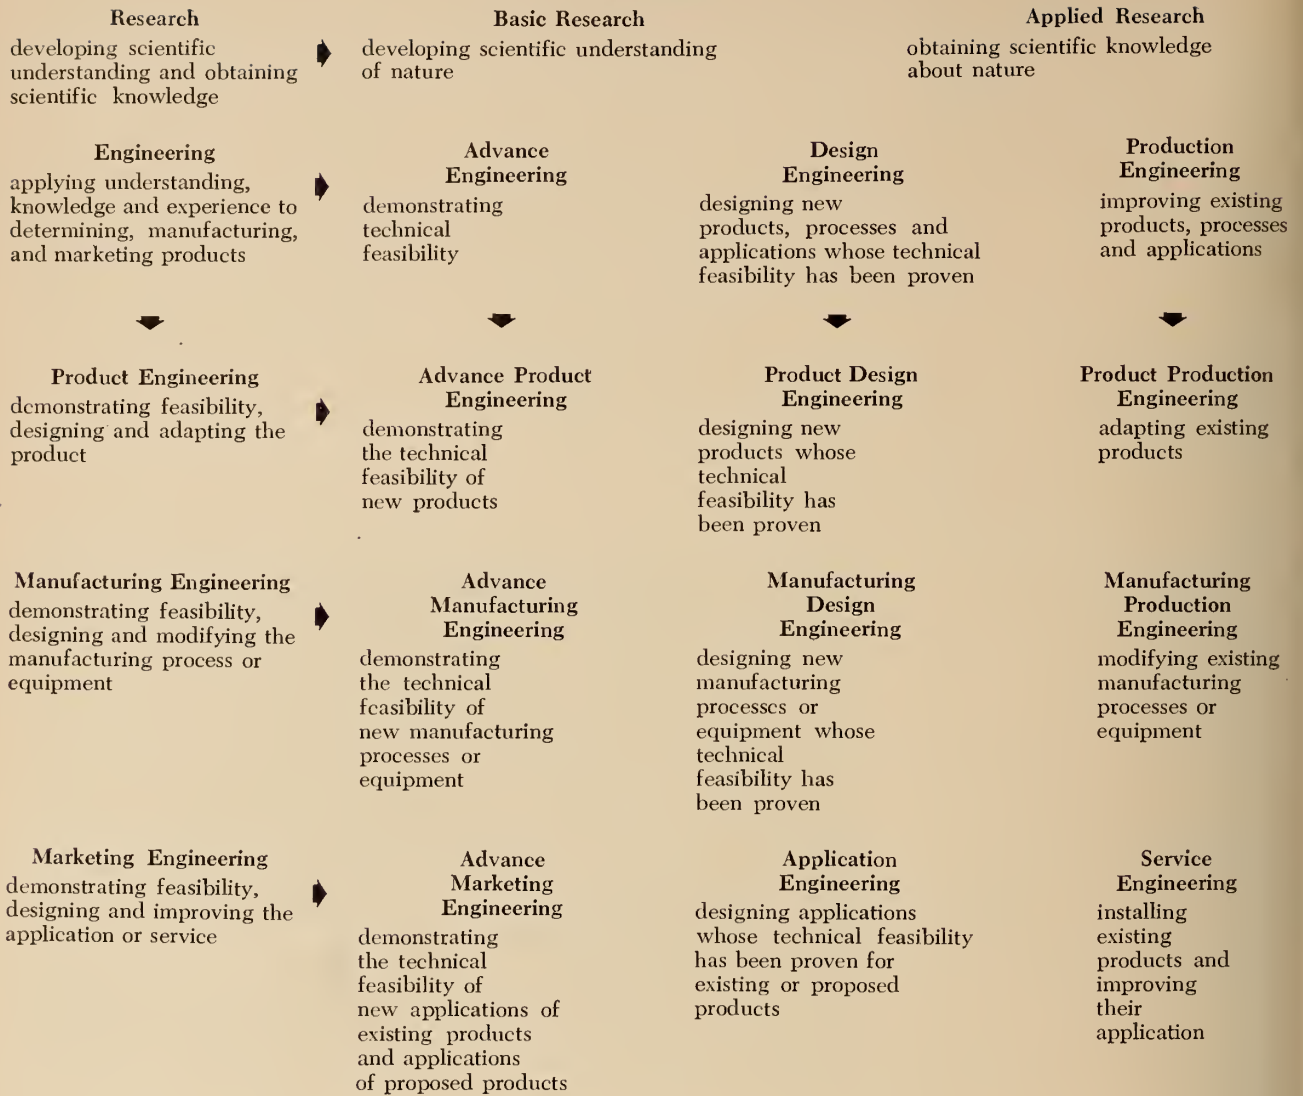 Research
developing scientific
understanding and obtaining
scientific knowledge
Basic Research
developing scientific understanding
of nature
Applied Research
obtaining scientific knowledge
about nature
Engineering
applying understanding,
knowledge and experience to
determining, manufacturing,
and marketing products
Advance
Engineering
demonstrating
technical
feasibility
Design
Engineering
designing new
products, processes and
applications whose technical
feasibility has been proven
Production
Engineering
improving existing
products, processes
and applications
Product Engineering
demonstrating feasibility,
designing and adapting the
product
Advance Product
Engineering
demonstrating
the technical
feasibility of
new products
Product Design
Engineering
designing new
products whose
technical
feasibility has
been proven
Product Production
Engineering
adapting existing
products
Manufacturing Engineering
demonstrating feasibility,
designing and modifying the
manufacturing process or
equipment
Advance
Manufacturing
Engineering
demonstrating
the technical
feasibility of
new manufacturing
processes or
equipment
Manufacturing
Design
Engineering
designing new
manufacturing
processes or
equipment whose
technical
feasibility has
been proven
Manufacturing
Production
Engineering
modifying existing
manufacturing
processes or
equipment
Marketing Engineering
demonstrating feasibility,
designing and improving the
application or service
Advance
Marketing
Engineering
demonstrating
the technical
feasibility of
new applications of
existing products
and applications
of proposed products
Application
Engineering
designing applications
whose technical feasibility
has been proven for
existing or proposed
products
Service
Engineering
installing
existing
products and
improving
their
application